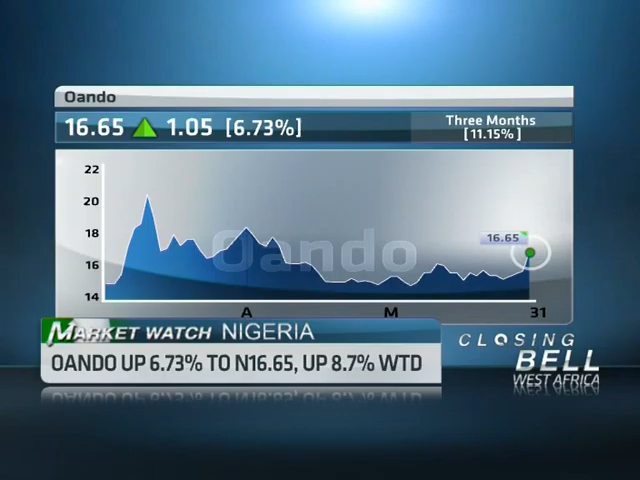 Oando
16.65 1.05 [6.73%]
Three Months
[11.15%]
22
20
18
16
14
Oando
16.65
A M 31
MARKET WATCH NIGERIA
OANDO UP 6.73% TO N16.65, UP 8.7% WTD
CLOSING
BELL
WEST AFRICA